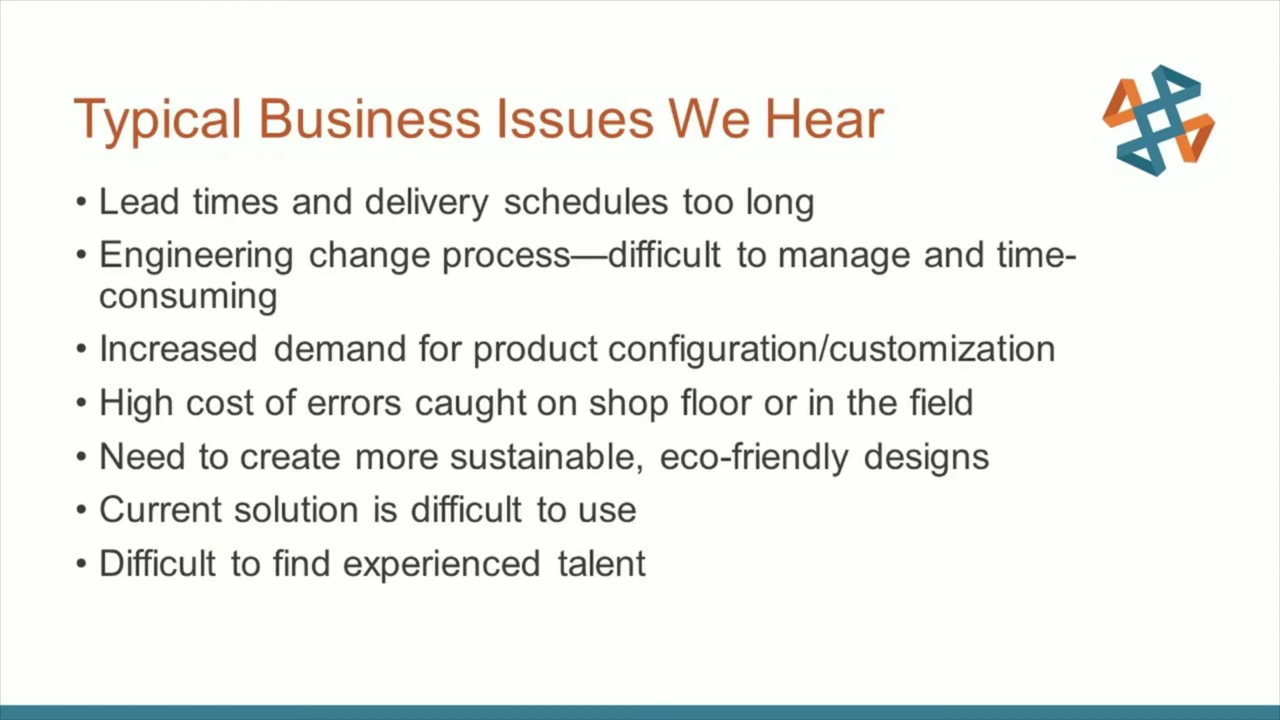 Typical Business Issues We Hear
• Lead times and delivery schedules too long
• Engineering change process—difficult to manage and time-
consuming
• Increased demand for product configuration/customization
• High cost of errors caught on shop floor or in the field
• Need to create more sustainable, eco-friendly designs
• Current solution is difficult to use
• Difficult to find experienced talent